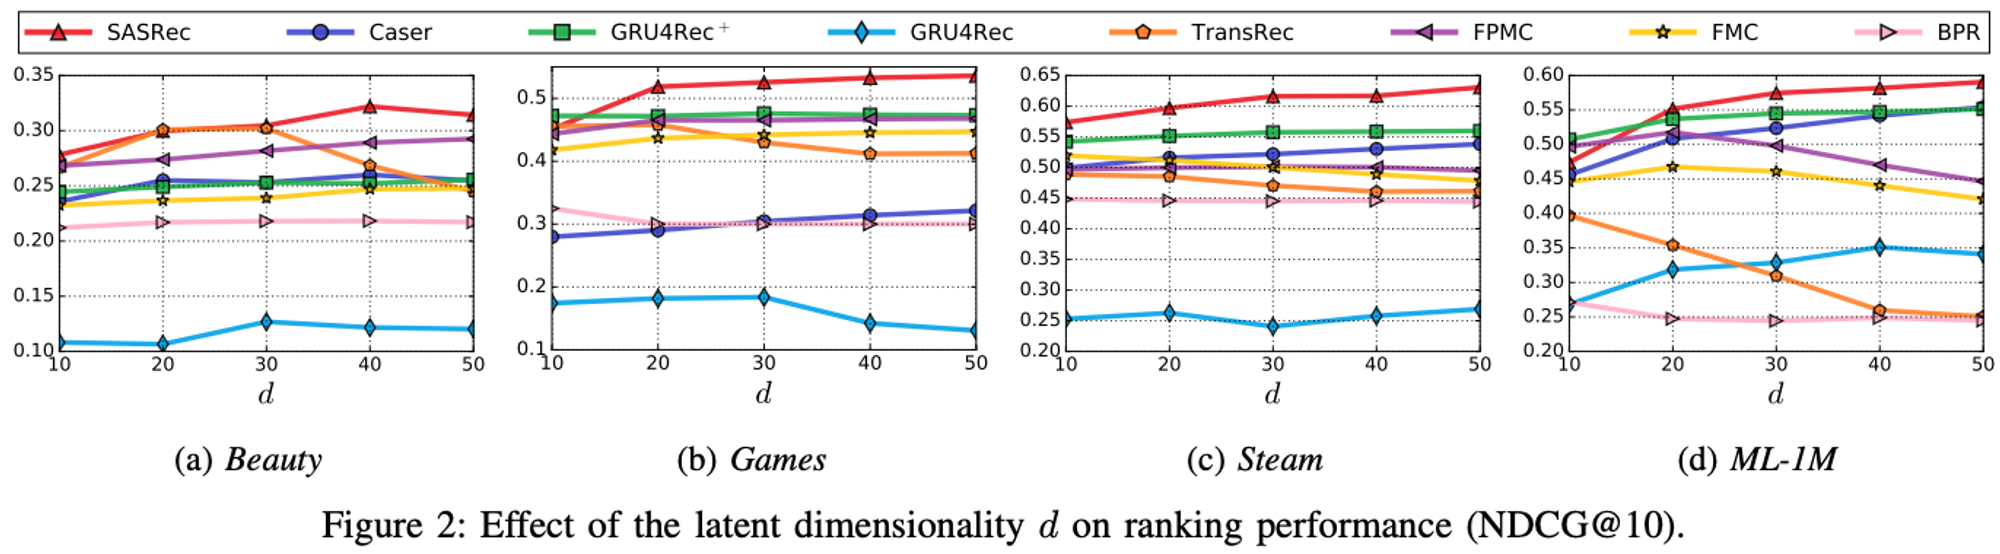 SASRec Caser GRU4Rec+ GRU4Rec TransRec FPMC FMC BPR
0.35
0.30
0.25
0.20
0.15
0.10
10 20 30 40 50
d
(a) Beauty
0.5
0.4
0.3
0.2
0.1
10 20 30 40 50
d
(b) Games
0.65
0.60
0.55
0.50
0.45
0.40
0.35
0.30
0.25
0.20
10 20 30 40 50
d
(c) Steam
0.60
0.55
0.50
0.45
0.40
0.35
0.30
0.25
0.20
10 20 30 40 50
d
(d) ML-1M
Figure 2: Effect of the latent dimensionality d on ranking performance (NDCG@10).